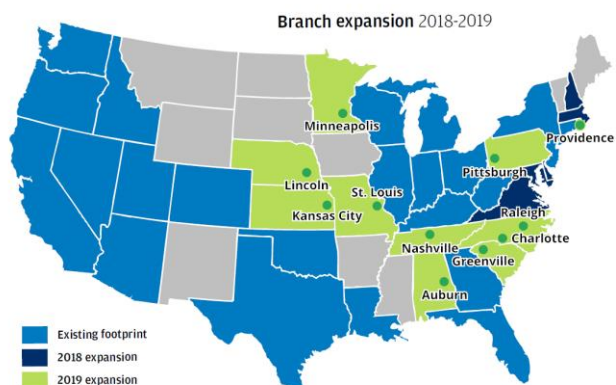 Branch expansion 2018-2019
Minneapolis
Providence
Pittsburgh
Lincoln
St. Louis
Kansas City
Raleigh
Charlotte
Nashville
Greenville
Auburn
Existing footprint
2018 expansion
2019 expansion